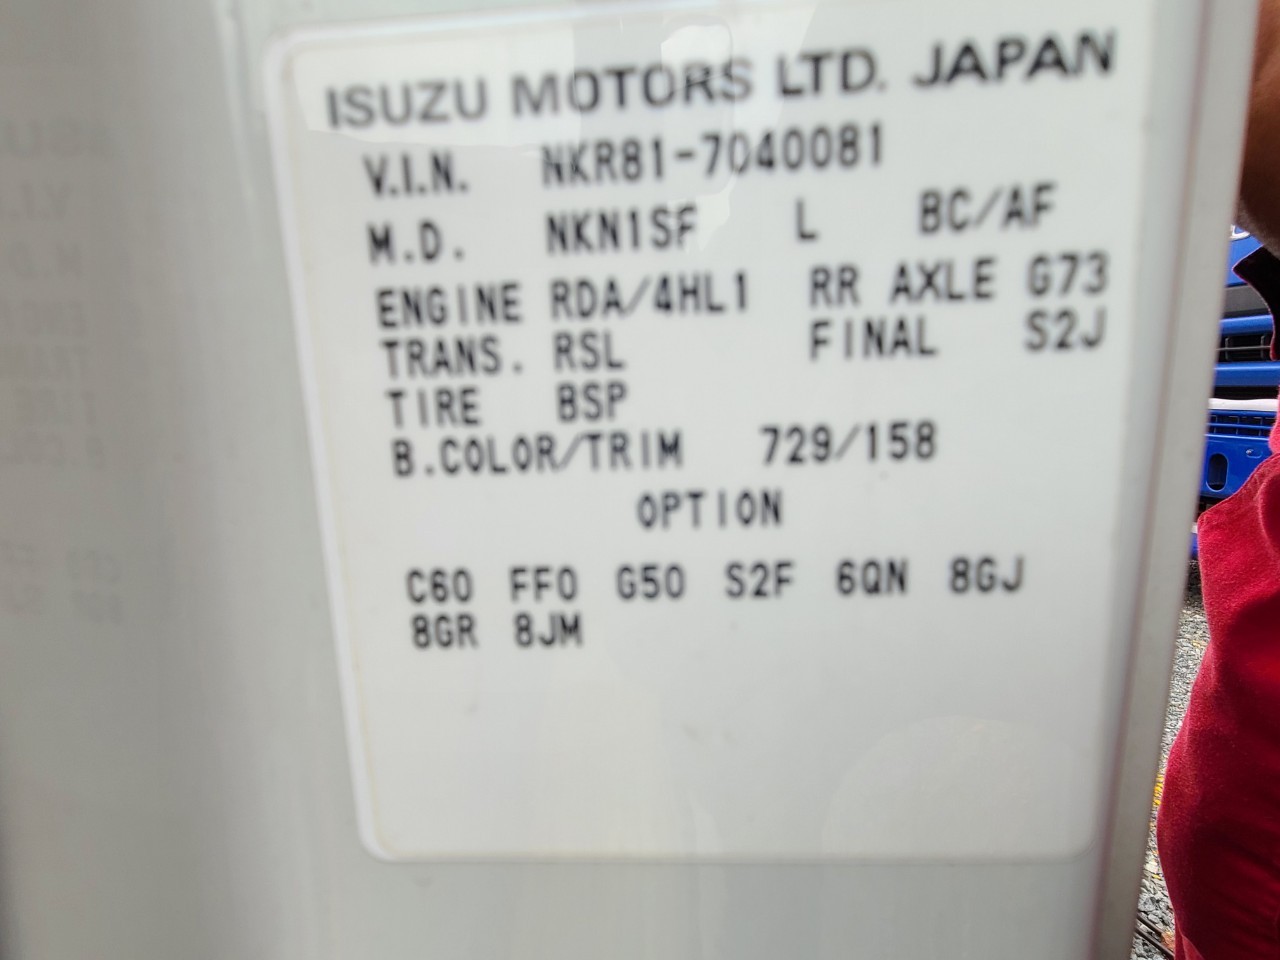 ISUZU MOTORS LTD. JAPAN
V.I.N. NKR81-7040081
M.D. NKN1SF L BC/AF
ENGINE RDA/4HL1 RR AXLE G73
TRANS. RSL FINAL S2J
TIRE BSP
B.COLOR/TRIM 729/158
OPTION
C60 FF0 G50 S2F 6QN 8GJ
8GR 8JM